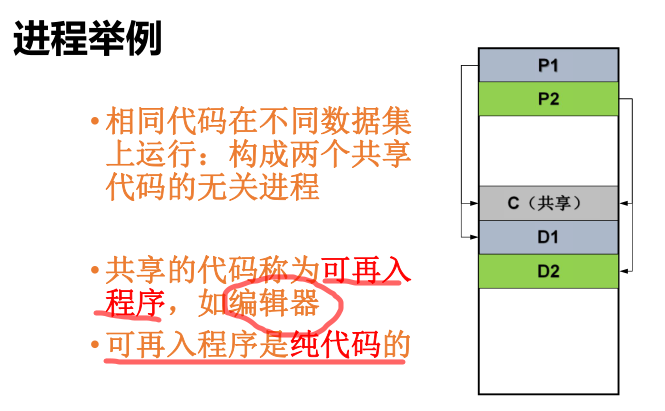 进程举例
•相同代码在不同数据集
上运行：构成两个共享
代码的无关进程
•共享的代码称为可再入
程序，如编辑器
•可再入程序是纯代码的
P1
P2
C（共享）
D1
D2